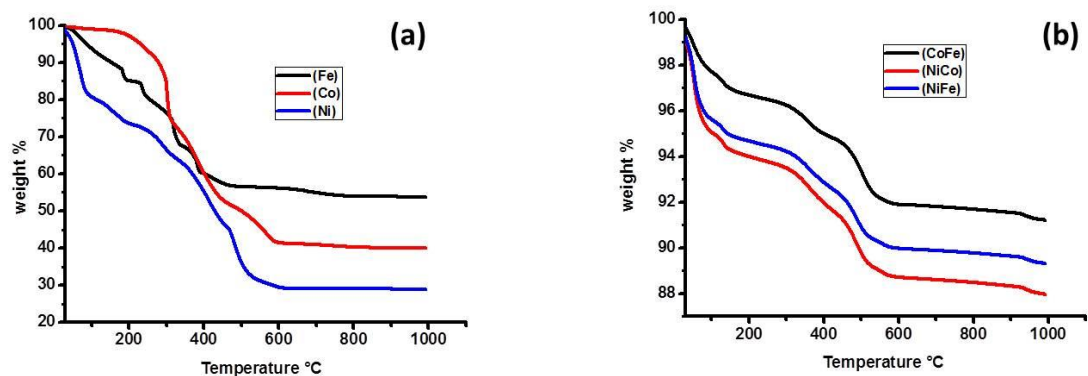 (a)
(Fe)
(Co)
(Ni)
weight %
100
90
80
70
60
50
40
30
20
200 400 600 800 1000
Temperature °C
(b)
(CoFe)
(NiCo)
(NiFe)
weight %
100
98
96
94
92
90
88
0 200 400 600 800 1000
Temperature °C